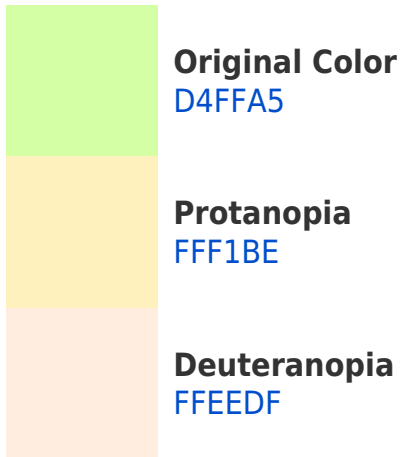 Original Color
D4FFA5
Protanopia
FFF1BE
Deuteranopia
FFEEDF